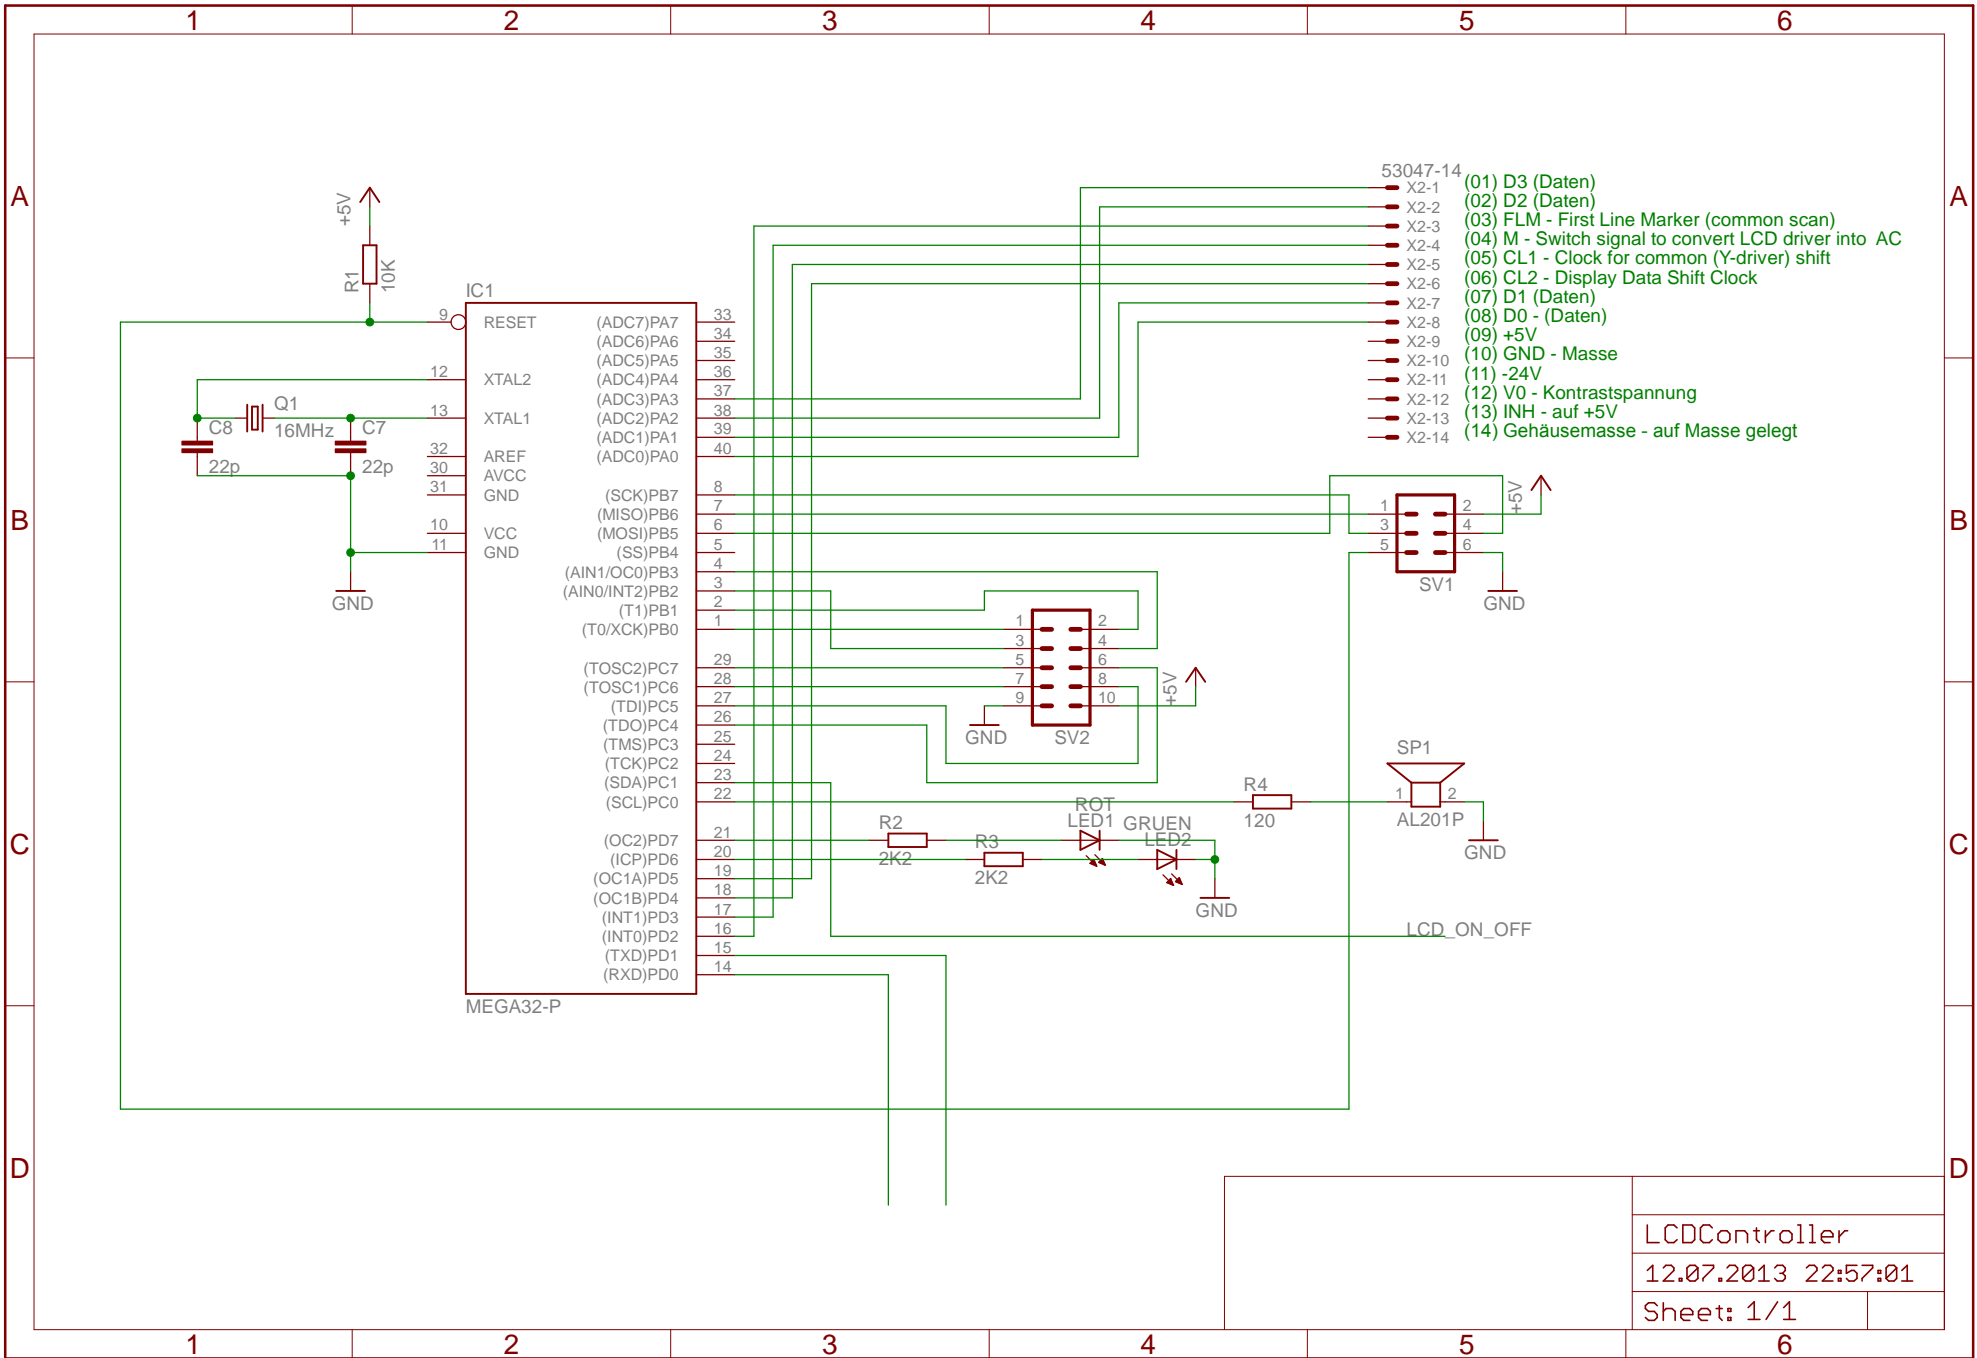 1 2 3 4 5 6
A A
B B
C C
D D
1 2 3 4 5 6
+5V
R1
10K
IC1
9 RESET
12 XTAL2
13 XTAL1
32 AREF
30 AVCC
31 GND
10 VCC
11 GND
Q1
16MHz
C8
22p
C7
22p
GND
(ADC7)PA7 33
(ADC6)PA6 34
(ADC5)PA5 35
(ADC4)PA4 36
(ADC3)PA3 37
(ADC2)PA2 38
(ADC1)PA1 39
(ADC0)PA0 40
(SCK)PB7 8
(MISO)PB6 7
(MOSI)PB5 6
(SS)PB4 5
(AIN1/OC0)PB3 4
(AIN0/INT2)PB2 3
(T1)PB1 2
(T0/XCK)PB0 1
(TOSC2)PC7 29
(TOSC1)PC6 28
(TDI)PC5 27
(TDO)PC4 26
(TMS)PC3 25
(TCK)PC2 24
(SDA)PC1 23
(SCL)PC0 22
(OC2)PD7 21
(ICP)PD6 20
(OC1A)PD5 19
(OC1B)PD4 18
(INT1)PD3 17
(INT0)PD2 16
(TXD)PD1 15
(RXD)PD0 14
MEGA32-P
53047-14
X2-1 (01) D3 (Daten)
X2-2 (02) D2 (Daten)
X2-3 (03) FLM - First Line Marker (common scan)
X2-4 (04) M - Switch signal to convert LCD driver into AC
X2-5 (05) CL1 - Clock for common (Y-driver) shift
X2-6 (06) CL2 - Display Data Shift Clock
X2-7 (07) D1 (Daten)
X2-8 (08) D0 - (Daten)
X2-9 (09) +5V
X2-10 (10) GND - Masse
X2-11 (11) -24V
X2-12 (12) V0 - Kontrastspannung
X2-13 (13) INH - auf +5V
X2-14 (14) Gehäusemasse - auf Masse gelegt
+5V
1 2
3 4
5 6
SV1
GND
1 2
3 4
5 6
7 8
9 10
+5V
GND
SV2
SP1
1 2
AL201P
GND
R4
120
ROT
LED1
GRUEN
LED2
R2
2K2
R3
2K2
GND
LCD_ON_OFF
LCDController
12.07.2013 22:57:01
Sheet: 1/1